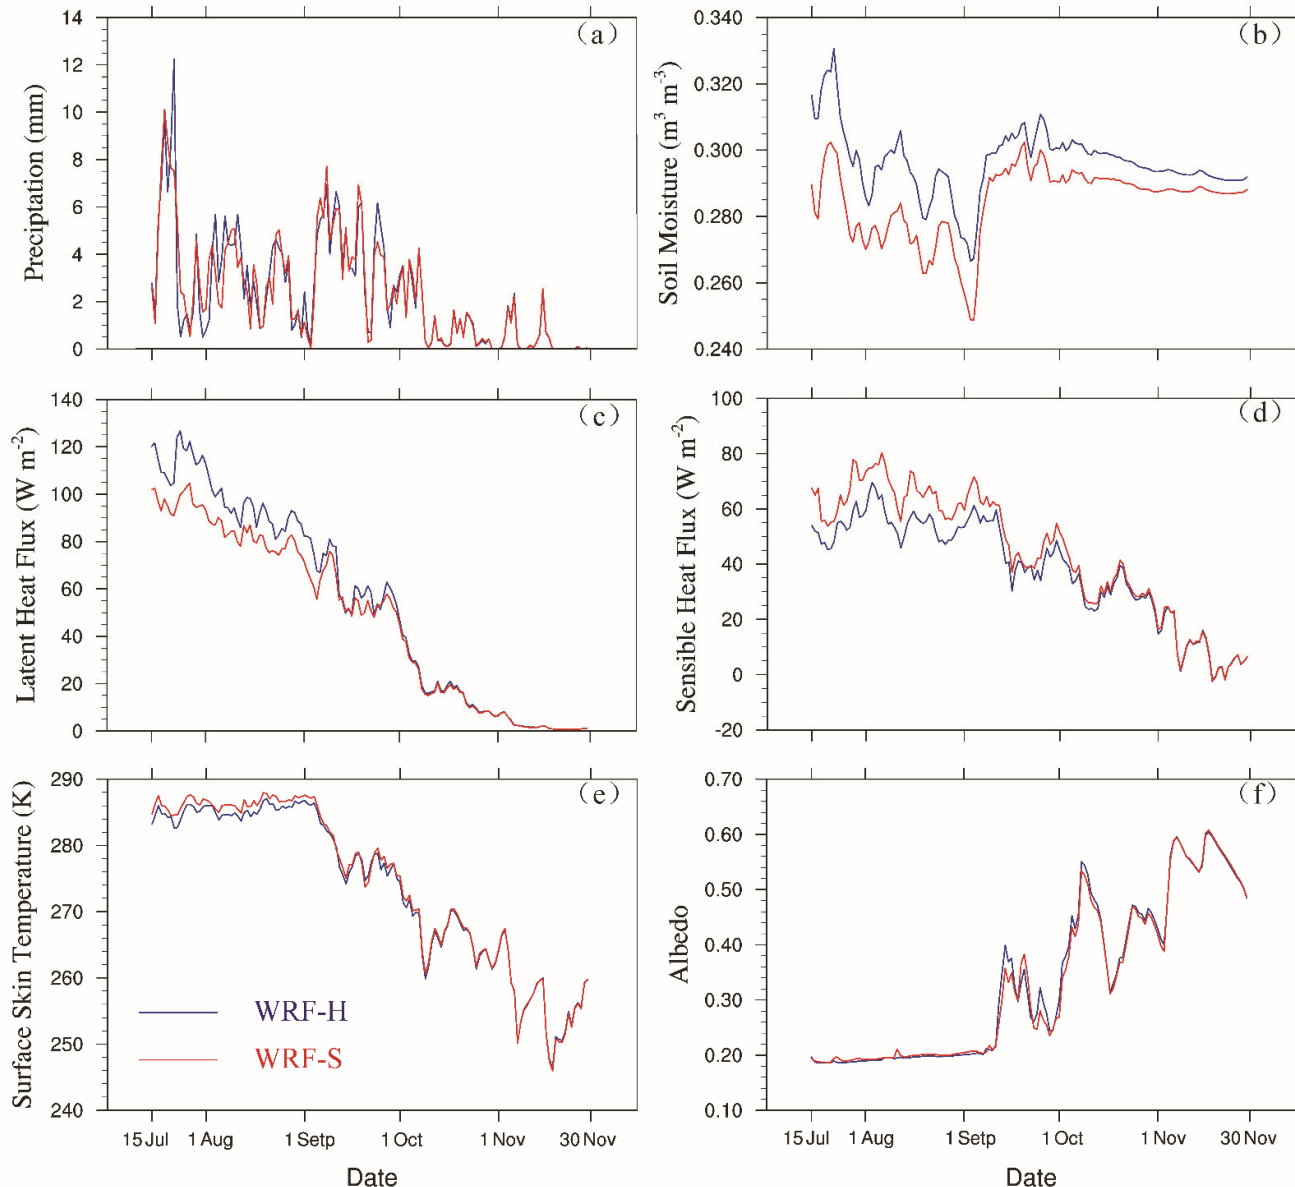 (a)
Preciptation (mm)
14
12
10
8
6
4
2
0
(b)
Soil Moisture (m³ m⁻³)
0.340
0.320
0.300
0.280
0.260
0.240
(c)
Latent Heat Flux (W m⁻²)
140
120
100
80
60
40
20
0
(d)
Sensible Heat Flux (W m⁻²)
100
80
60
40
20
0
-20
(e)
Surface Skin Temperature (K)
290
280
270
260
250
240
WRF-H
WRF-S
15 Jul 1 Aug 1 Setp 1 Oct 1 Nov 30 Nov
Date
(f)
Albedo
0.70
0.60
0.50
0.40
0.30
0.20
0.10
15 Jul 1 Aug 1 Setp 1 Oct 1 Nov 30 Nov
Date